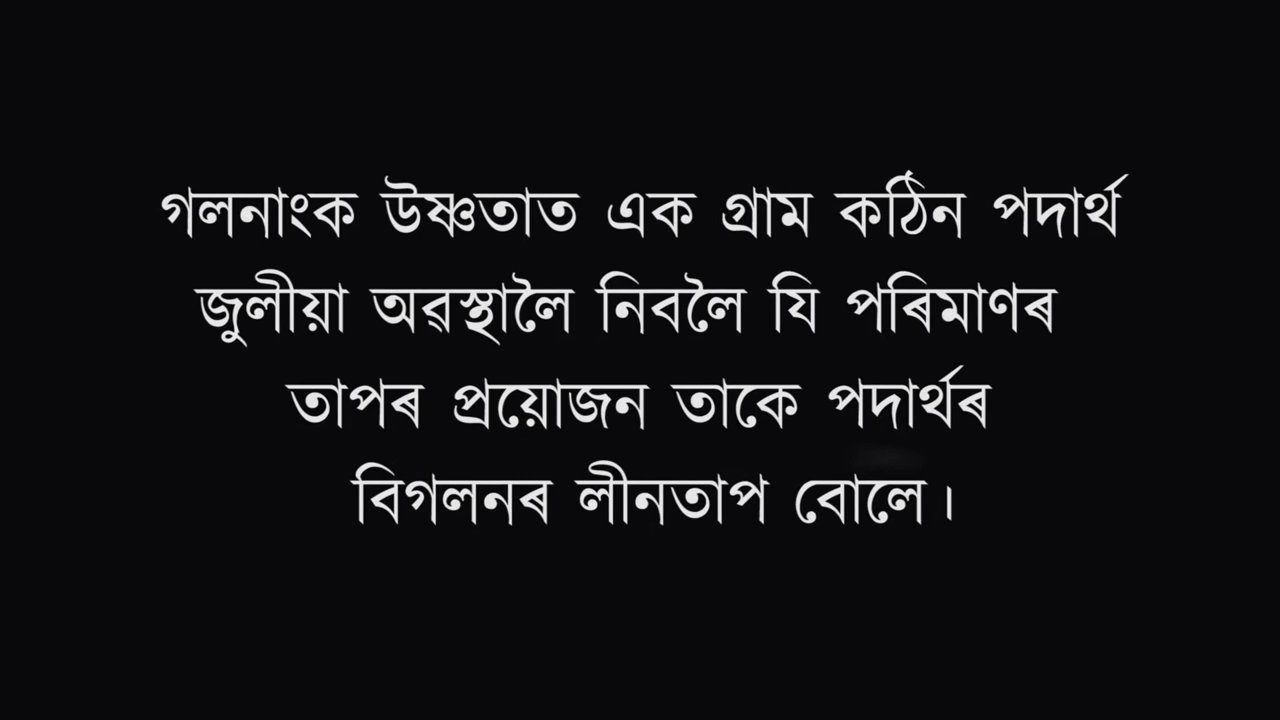 গলনাংক উষ্ণতাত এক গ্ৰাম কঠিন পদাৰ্থ
জুলীয়া অৱস্থালৈ নিবলৈ যি পৰিমাণৰ
তাপৰ প্ৰয়োজন তাকে পদাৰ্থৰ
বিগলনৰ লীনতাপ বোলে।